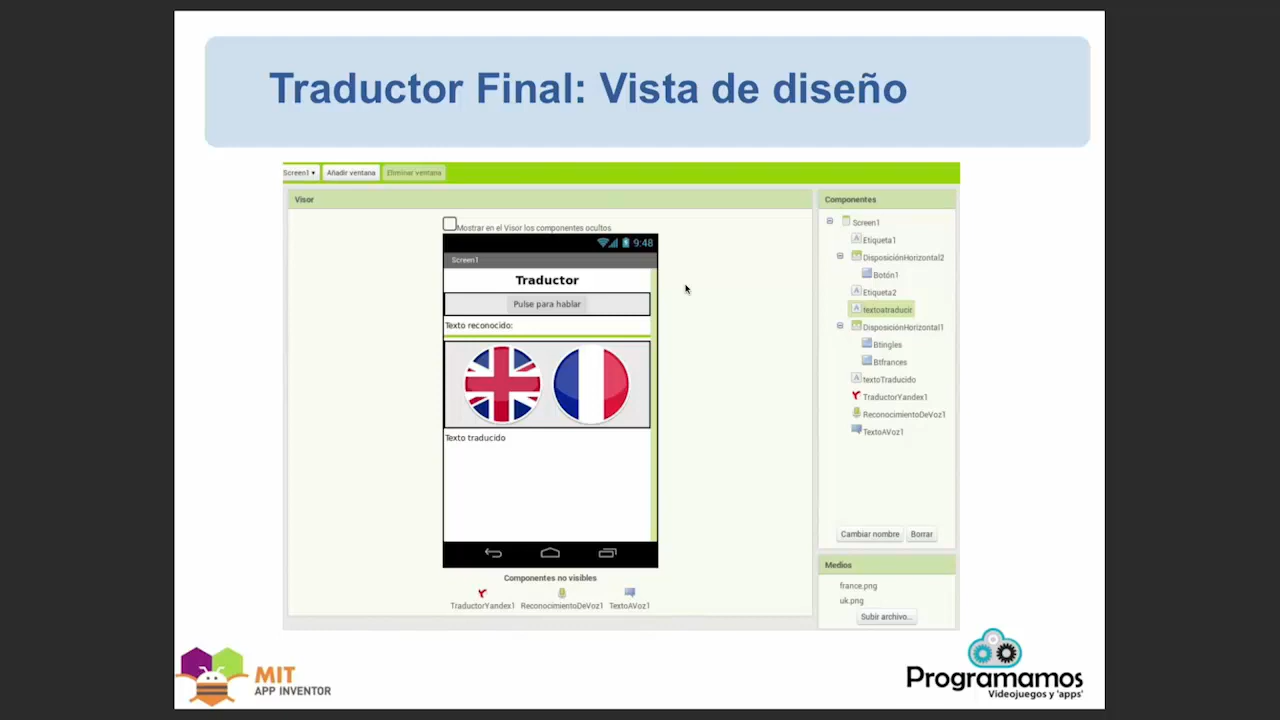 Traductor Final: Vista de diseño
Screen1 ▾ Añadir ventana Eliminar ventana
Visor
Mostrar en el Visor los componentes ocultos
9:48
Screen1
Traductor
Pulse para hablar
Texto reconocido:
Texto traducido
Componentes no visibles
TraductorYandex1 ReconocimientoDeVoz1 TextoAVoz1
Componentes
Screen1
Etiqueta1
DisposiciónHorizontal2
Botón1
Etiqueta2
textoatraducir
DisposiciónHorizontal1
Btingles
Btfrances
textoTraducido
TraductorYandex1
ReconocimientoDeVoz1
TextoAVoz1
Cambiar nombre Borrar
Medios
france.png
uk.png
Subir archivo...
MIT
APP INVENTOR
Programamos
Videojuegos y 'apps'